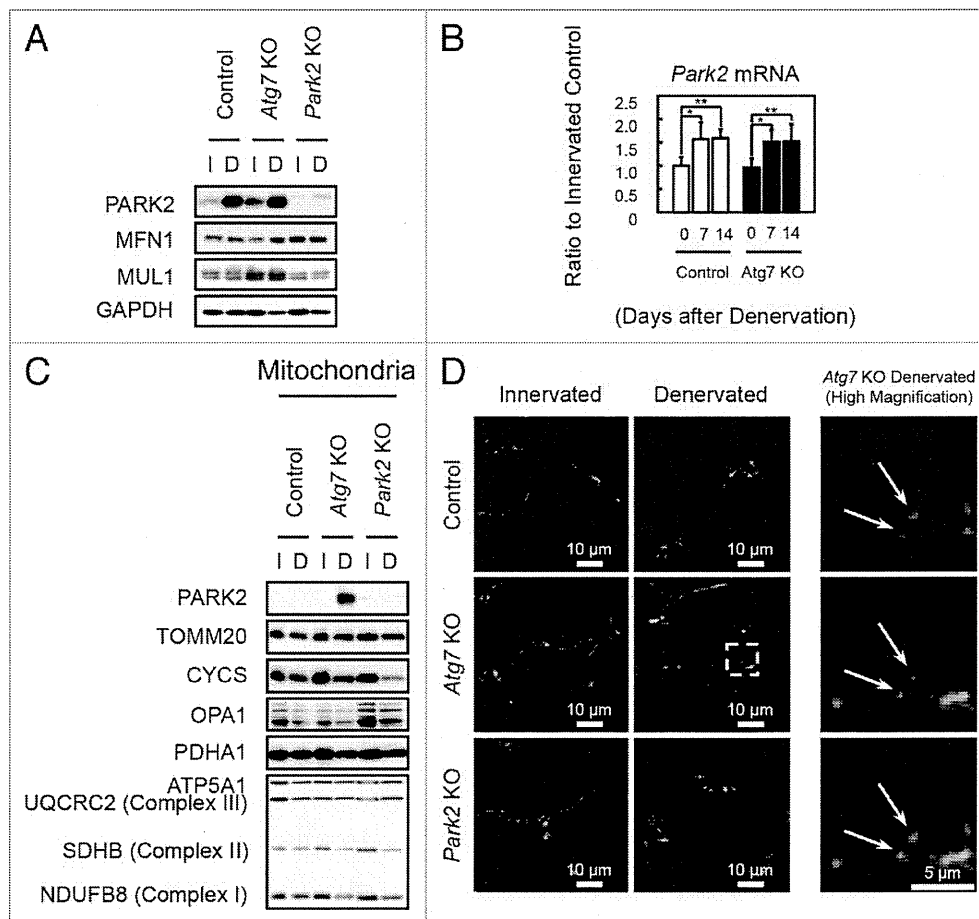 A
Control
Atg7 KO
Park2 KO
I D I D I D
PARK2
MFN1
MUL1
GAPDH
B
Park2 mRNA
Ratio to Innervated Control
2.5
2.0
1.5
1.0
0.5
0
* ** * **
0 7 14 0 7 14
Control Atg7 KO
(Days after Denervation)
C
Mitochondria
Control
Atg7 KO
Park2 KO
I D I D I D
PARK2
TOMM20
CYCS
OPA1
PDHA1
ATP5A1
UQCRC2 (Complex III)
SDHB (Complex II)
NDUFB8 (Complex I)
D
Innervated Denervated
Atg7 KO Denervated
(High Magnification)
Control
10 µm 10 µm
Atg7 KO
10 µm 10 µm
Park2 KO
10 µm 10 µm 5 µm